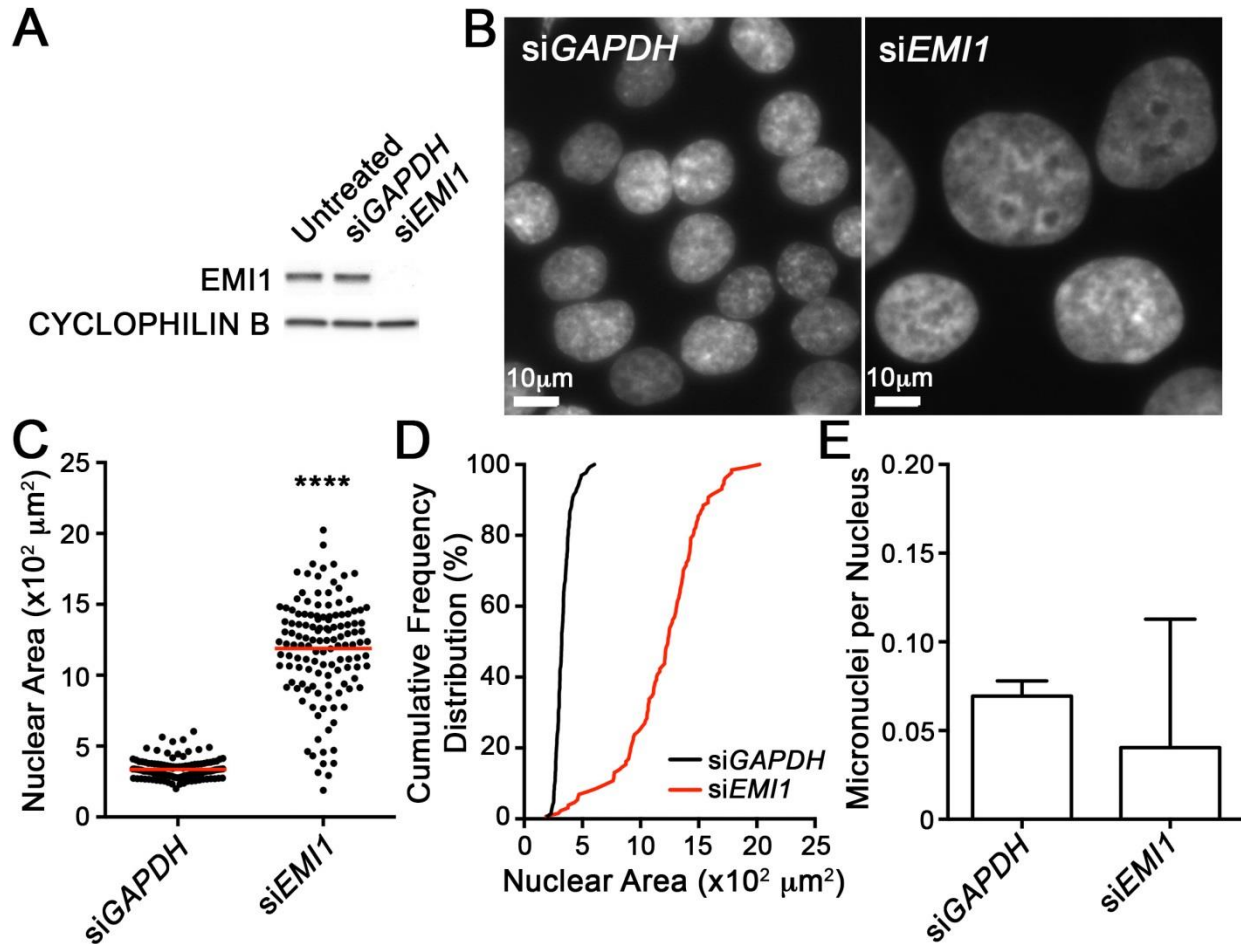 A
Untreated
siGAPDH
siEMI1
EMI1
CYCLOPHILIN B
B
siGAPDH
siEMI1
10μm
10μm
C
Nuclear Area (x10² μm²)
25
20
15
10
5
0
****
siGAPDH
siEMI1
D
Cumulative Frequency
Distribution (%)
100
80
60
40
20
0
siGAPDH
siEMI1
0 5 10 15 20 25
Nuclear Area (x10² μm²)
E
Micronuclei per Nucleus
0.20
0.15
0.10
0.05
0
siGAPDH
siEMI1